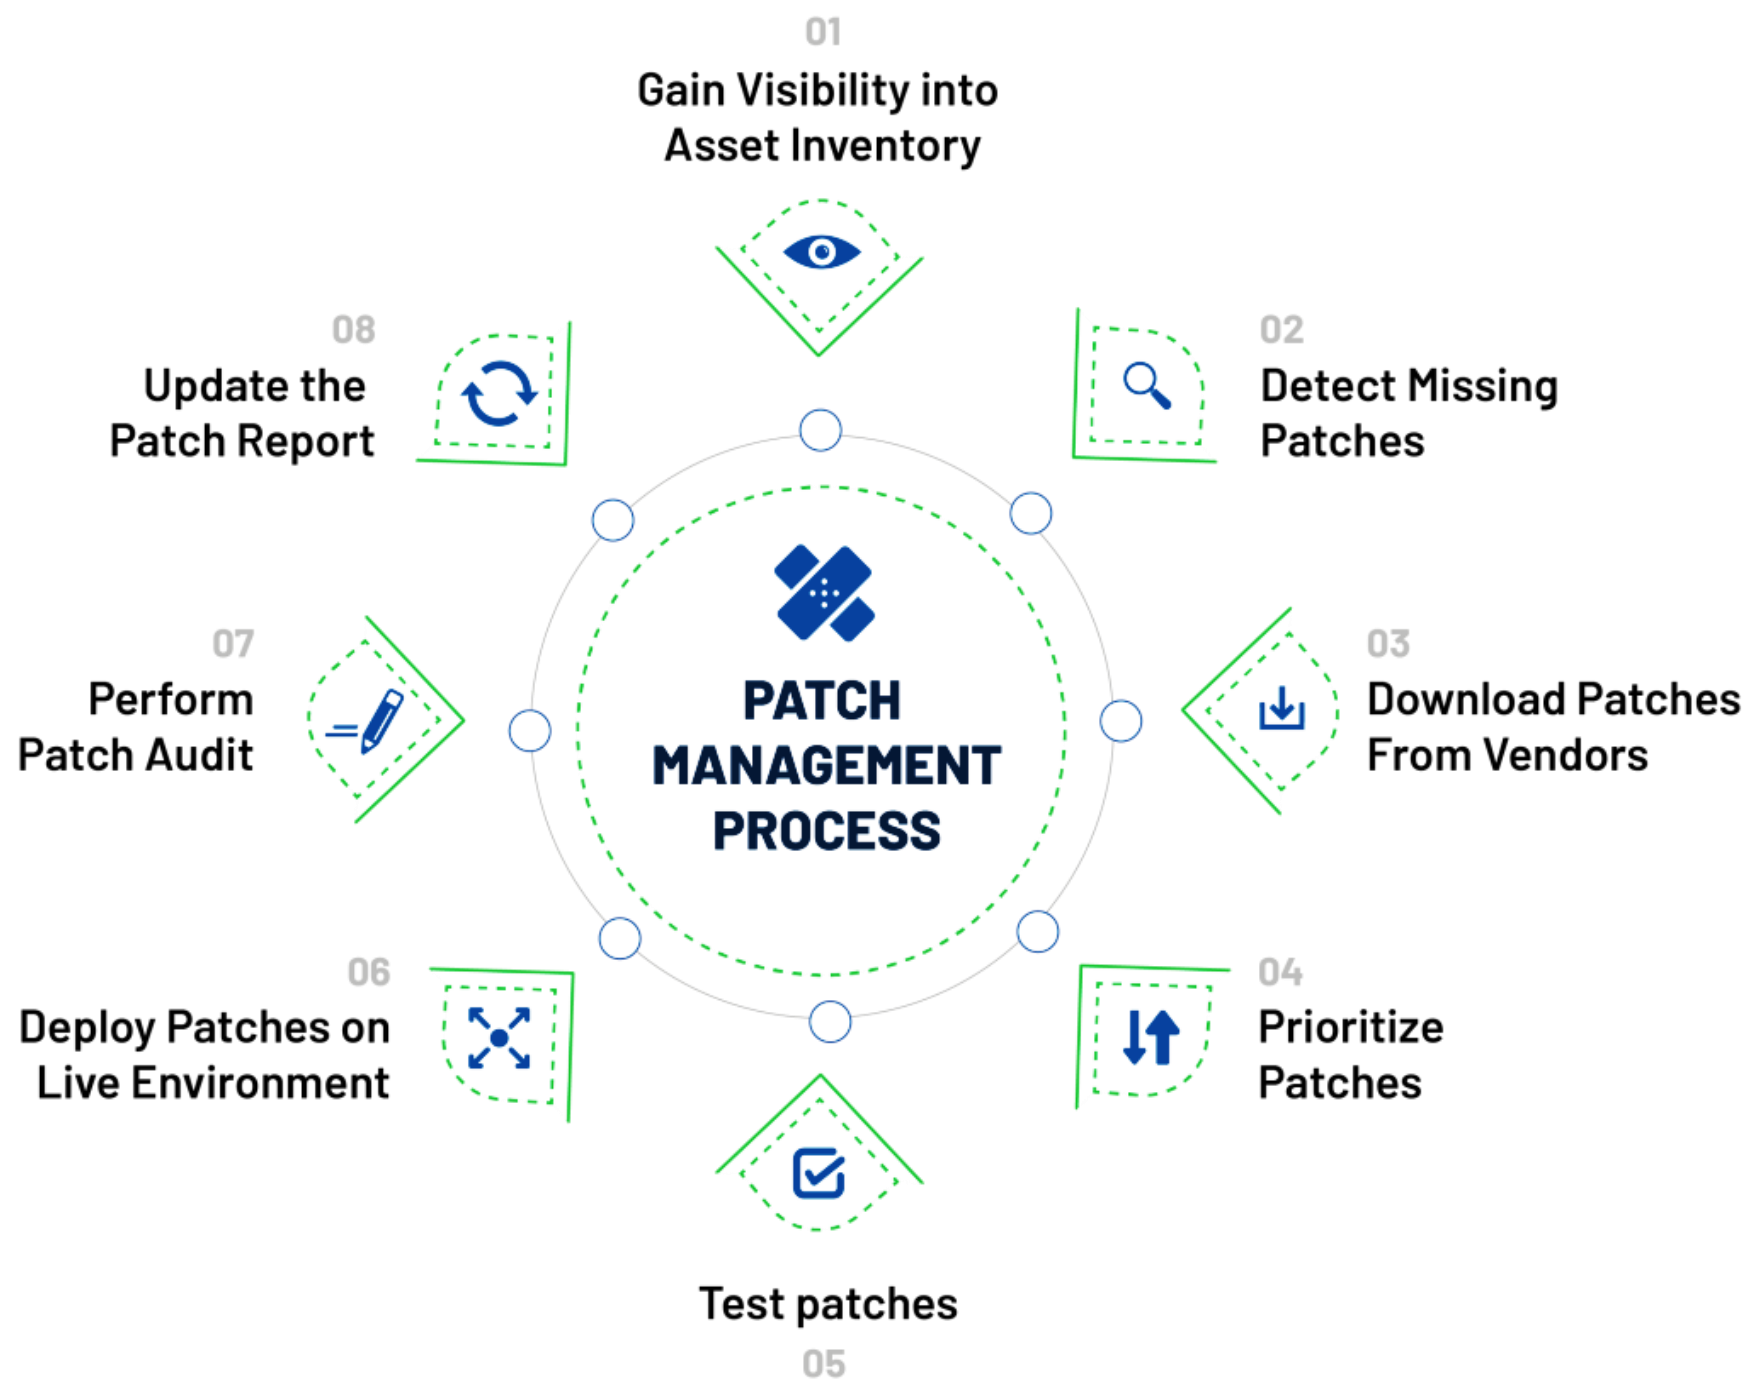 01
Gain Visibility into
Asset Inventory
02
Detect Missing
Patches
03
Download Patches
From Vendors
04
Prioritize
Patches
Test patches
05
06
Deploy Patches on
Live Environment
07
Perform
Patch Audit
08
Update the
Patch Report
PATCH
MANAGEMENT
PROCESS